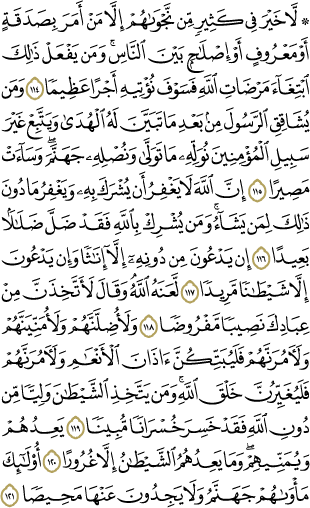 ۞ لَّا خَيْرَ فِي كَثِيرٖ مِّن نَّجۡوَىٰهُمۡ إِلَّا مَنۡ أَمَرَ بِصَدَقَةٍ
أَوۡ مَعۡرُوفٍ أَوۡ إِصۡلَٰحِۭ بَيۡنَ ٱلنَّاسِۚ وَمَن يَفۡعَلۡ ذَٰلِكَ
ٱبۡتِغَآءَ مَرۡضَاتِ ٱللَّهِ فَسَوۡفَ نُؤۡتِيهِ أَجۡرًا عَظِيمٗا ١١٤ وَمَن
يُشَاقِقِ ٱلرَّسُولَ مِنۢ بَعۡدِ مَا تَبَيَّنَ لَهُ ٱلۡهُدَىٰ وَيَتَّبِعۡ غَيۡرَ
سَبِيلِ ٱلۡمُؤۡمِنِينَ نُوَلِّهِۦ مَا تَوَلَّىٰ وَنُصۡلِهِۦ جَهَنَّمَۖ وَسَآءَتۡ
مَصِيرًا ١١٥ إِنَّ ٱللَّهَ لَا يَغۡفِرُ أَن يُشۡرَكَ بِهِۦ وَيَغۡفِرُ مَا دُونَ
ذَٰلِكَ لِمَن يَشَآءُۚ وَمَن يُشۡرِكۡ بِٱللَّهِ فَقَدۡ ضَلَّ ضَلَٰلَۢا
بَعِيدًا ١١٦ إِن يَدۡعُونَ مِن دُونِهِۦٓ إِلَّآ إِنَٰثٗا وَإِن يَدۡعُونَ
إِلَّا شَيۡطَٰنٗا مَّرِيدٗا ١١٧ لَّعَنَهُ ٱللَّهُۘ وَقَالَ لَأَتَّخِذَنَّ مِنۡ
عِبَادِكَ نَصِيبٗا مَّفۡرُوضٗا ١١٨ وَلَأُضِلَّنَّهُمۡ وَلَأُمَنِّيَنَّهُمۡ
وَلَأٓمُرَنَّهُمۡ فَلَيُبَتِّكُنَّ ءَاذَانَ ٱلۡأَنۡعَٰمِ وَلَأٓمُرَنَّهُمۡ
فَلَيُغَيِّرُنَّ خَلۡقَ ٱللَّهِۚ وَمَن يَتَّخِذِ ٱلشَّيۡطَٰنَ وَلِيّٗا مِّن
دُونِ ٱللَّهِ فَقَدۡ خَسِرَ خُسۡرَانٗا مُّبِينٗا ١١٩ يَعِدُهُمۡ
وَيُمَنِّيهِمۡۖ وَمَا يَعِدُهُمُ ٱلشَّيۡطَٰنُ إِلَّا غُرُورًا ١٢٠ أُوْلَٰٓئِكَ
مَأۡوَىٰهُمۡ جَهَنَّمُ وَلَا يَجِدُونَ عَنۡهَا مَحِيصٗا ١٢١